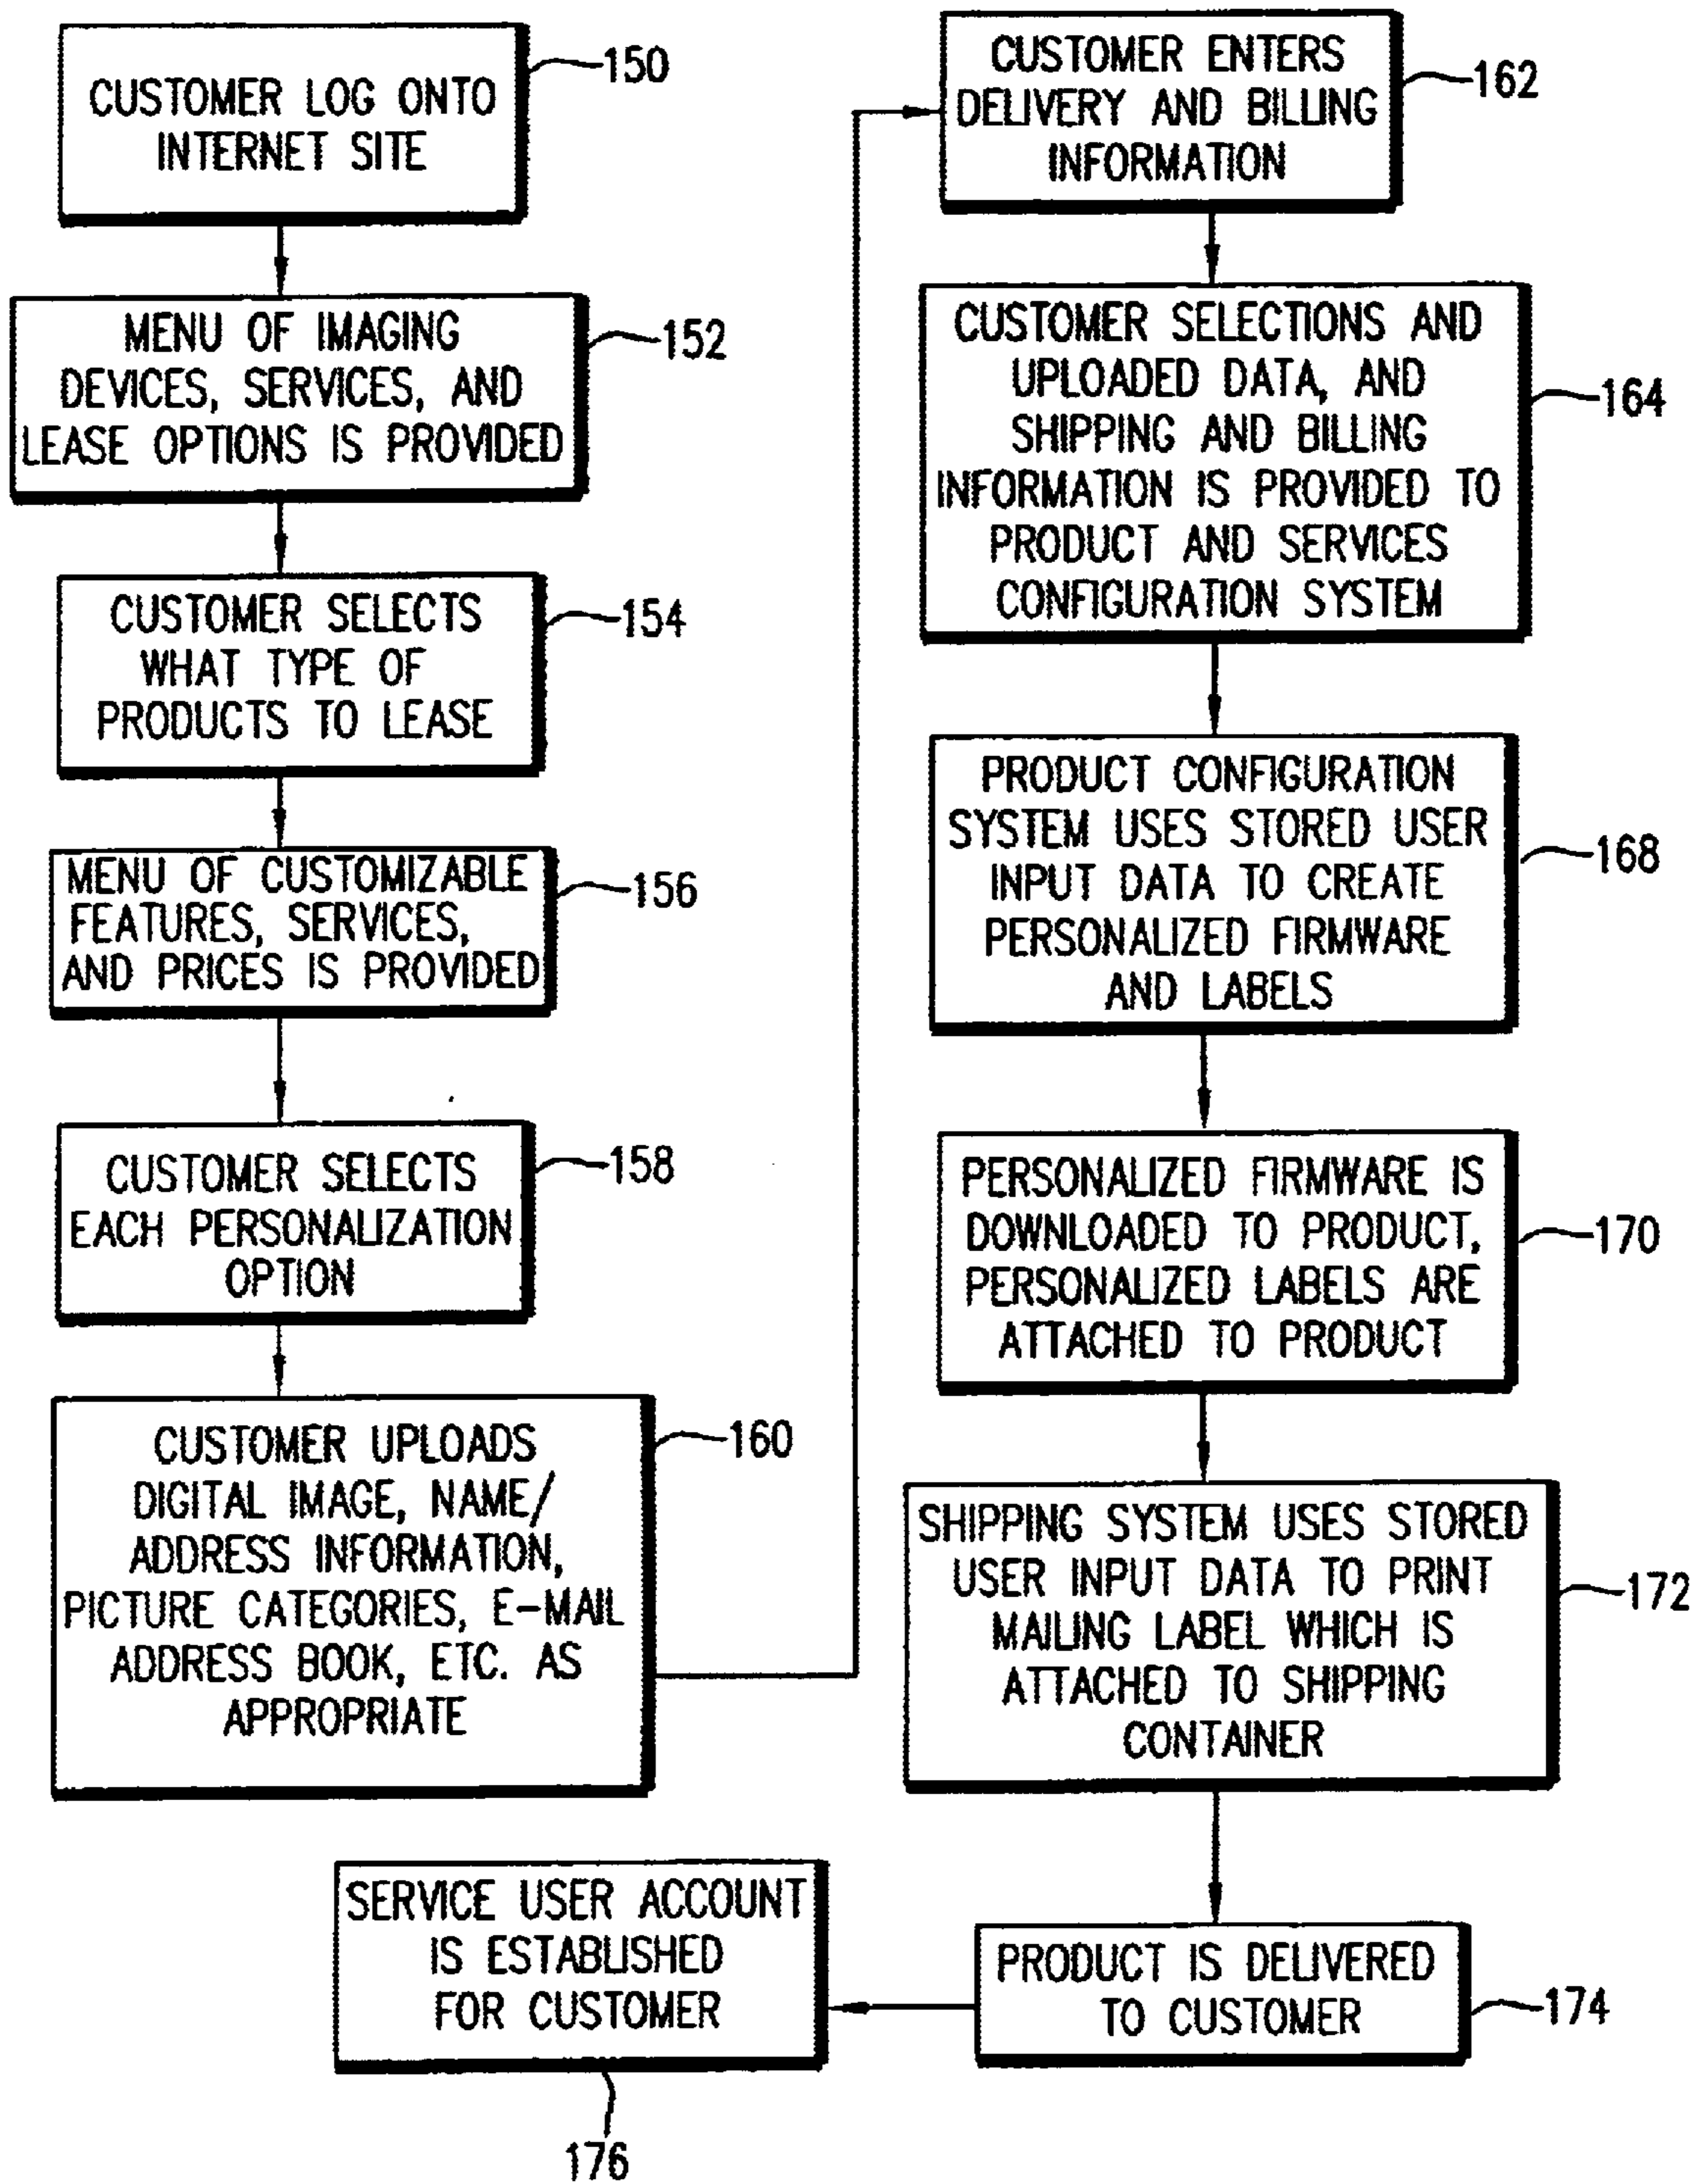 CUSTOMER LOG ONTO
INTERNET SITE
150
MENU OF IMAGING
DEVICES, SERVICES, AND
LEASE OPTIONS IS PROVIDED
152
CUSTOMER SELECTS
WHAT TYPE OF
PRODUCTS TO LEASE
154
MENU OF CUSTOMIZABLE
FEATURES, SERVICES,
AND PRICES IS PROVIDED
156
CUSTOMER SELECTS
EACH PERSONALIZATION
OPTION
158
CUSTOMER UPLOADS
DIGITAL IMAGE, NAME/
ADDRESS INFORMATION,
PICTURE CATEGORIES, E-MAIL
ADDRESS BOOK, ETC. AS
APPROPRIATE
160
CUSTOMER ENTERS
DELIVERY AND BILLING
INFORMATION
162
CUSTOMER SELECTIONS AND
UPLOADED DATA, AND
SHIPPING AND BILLING
INFORMATION IS PROVIDED TO
PRODUCT AND SERVICES
CONFIGURATION SYSTEM
164
PRODUCT CONFIGURATION
SYSTEM USES STORED USER
INPUT DATA TO CREATE
PERSONALIZED FIRMWARE
AND LABELS
168
PERSONALIZED FIRMWARE IS
DOWNLOADED TO PRODUCT,
PERSONALIZED LABELS ARE
ATTACHED TO PRODUCT
170
SHIPPING SYSTEM USES STORED
USER INPUT DATA TO PRINT
MAILING LABEL WHICH IS
ATTACHED TO SHIPPING
CONTAINER
172
PRODUCT IS DELIVERED
TO CUSTOMER
174
SERVICE USER ACCOUNT
IS ESTABLISHED
FOR CUSTOMER
176